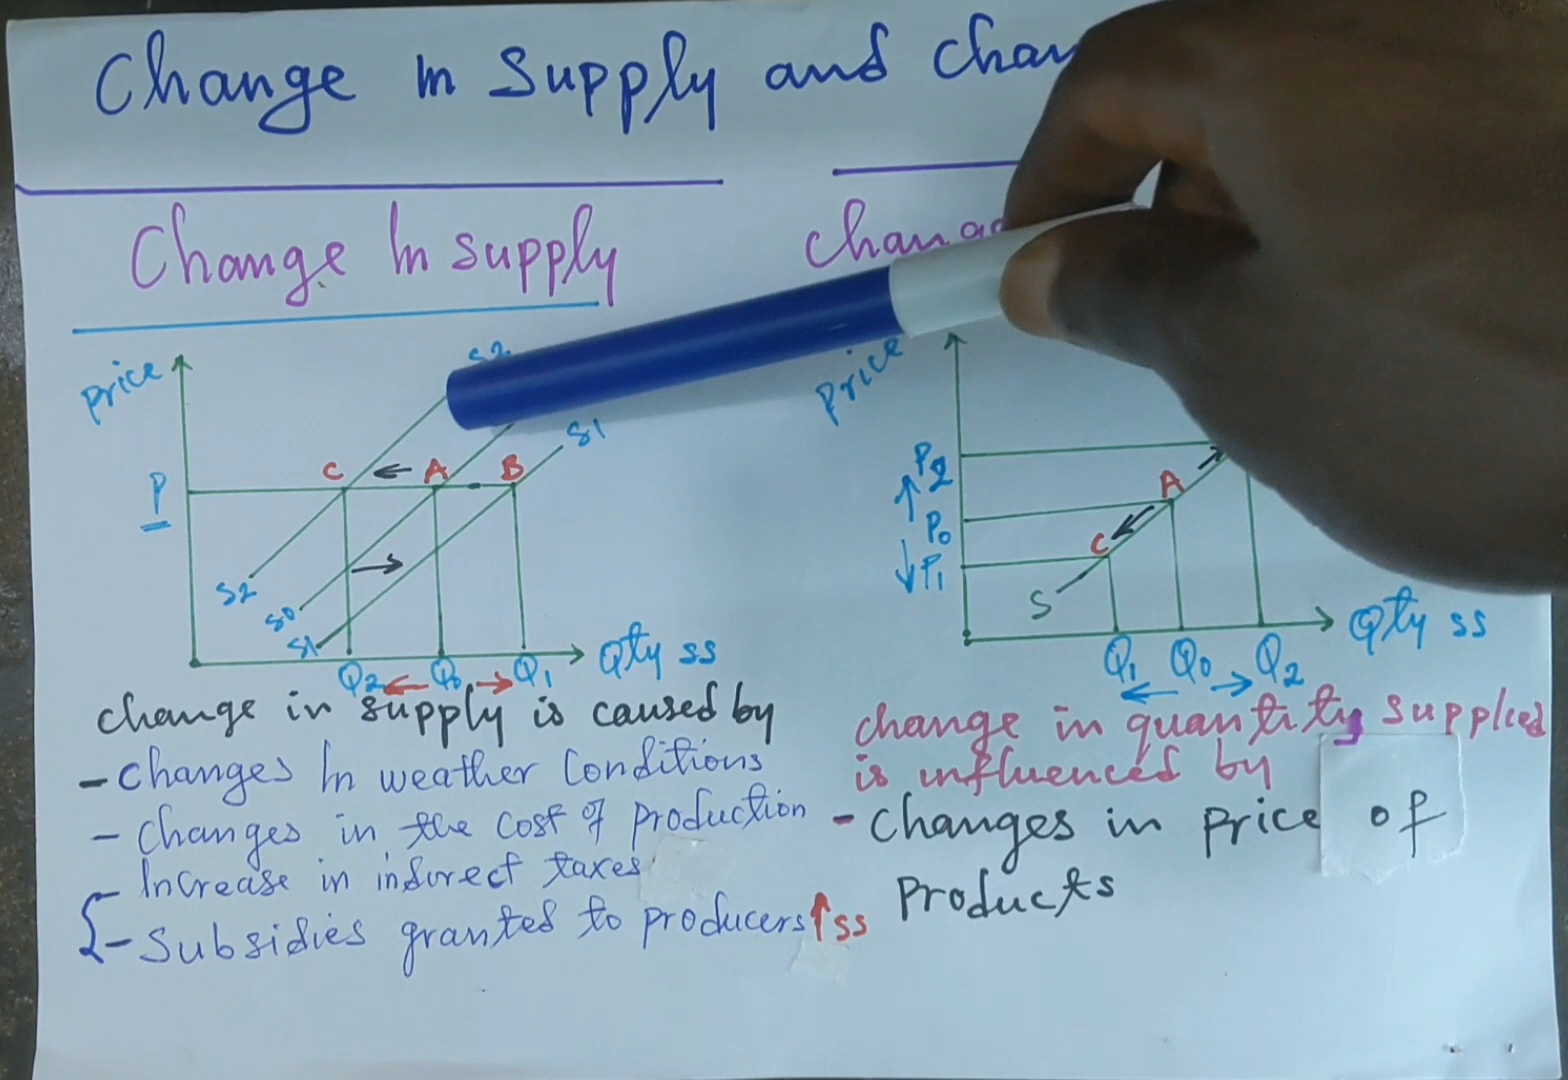 Change in Supply and
Change In supply
price
S2
S1
C
A
B
P
S2
S0
S1
Q2
Q0
Q1
Qty ss
change in supply is caused by
- Changes In weather Conditions
- Changes in the Cost of production
- Increase in indirect taxes
- Subsidies granted to producers ↑ss
price
P2
P0
P1
A
C
S
Q1
Q0
Q2
Qty ss
change in quantity supplied
is influenced by
- Changes in price of
Products